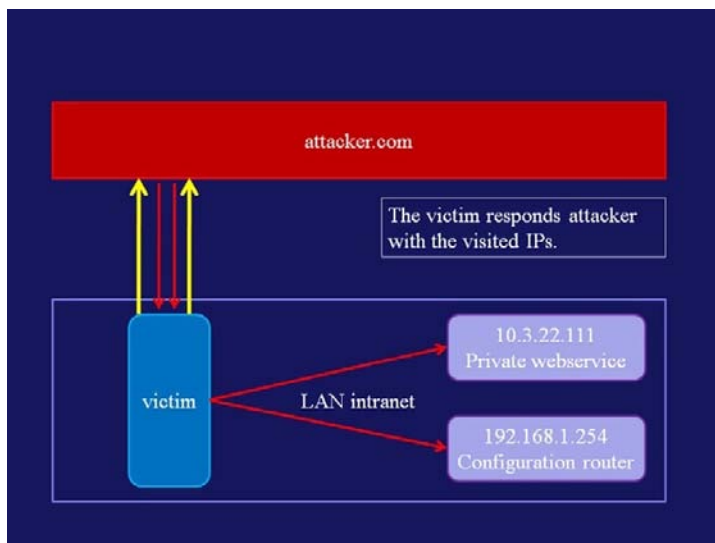 attacker.com
The victim responds attacker
with the visited IPs.
10.3.22.111
Private webservice
victim
LAN intranet
192.168.1.254
Configuration router